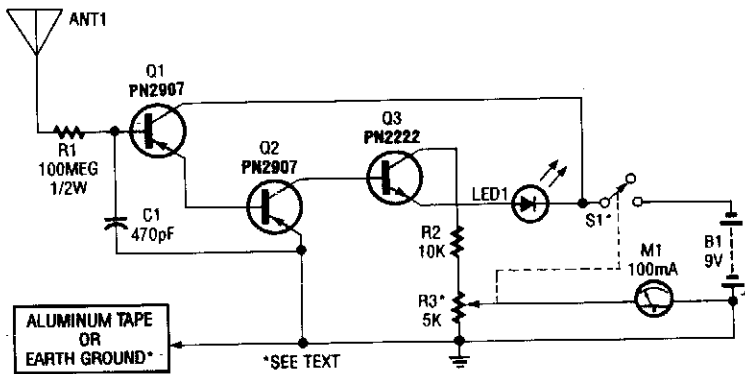 ANT1
Q1
PN2907
Q3
PN2222
Q2
PN2907
R1
100MEG
1/2W
C1
470pF
LED1
S1*
R2
10K
B1
9V
M1
100mA
R3*
5K
ALUMINUM TAPE
OR
EARTH GROUND*
*SEE TEXT